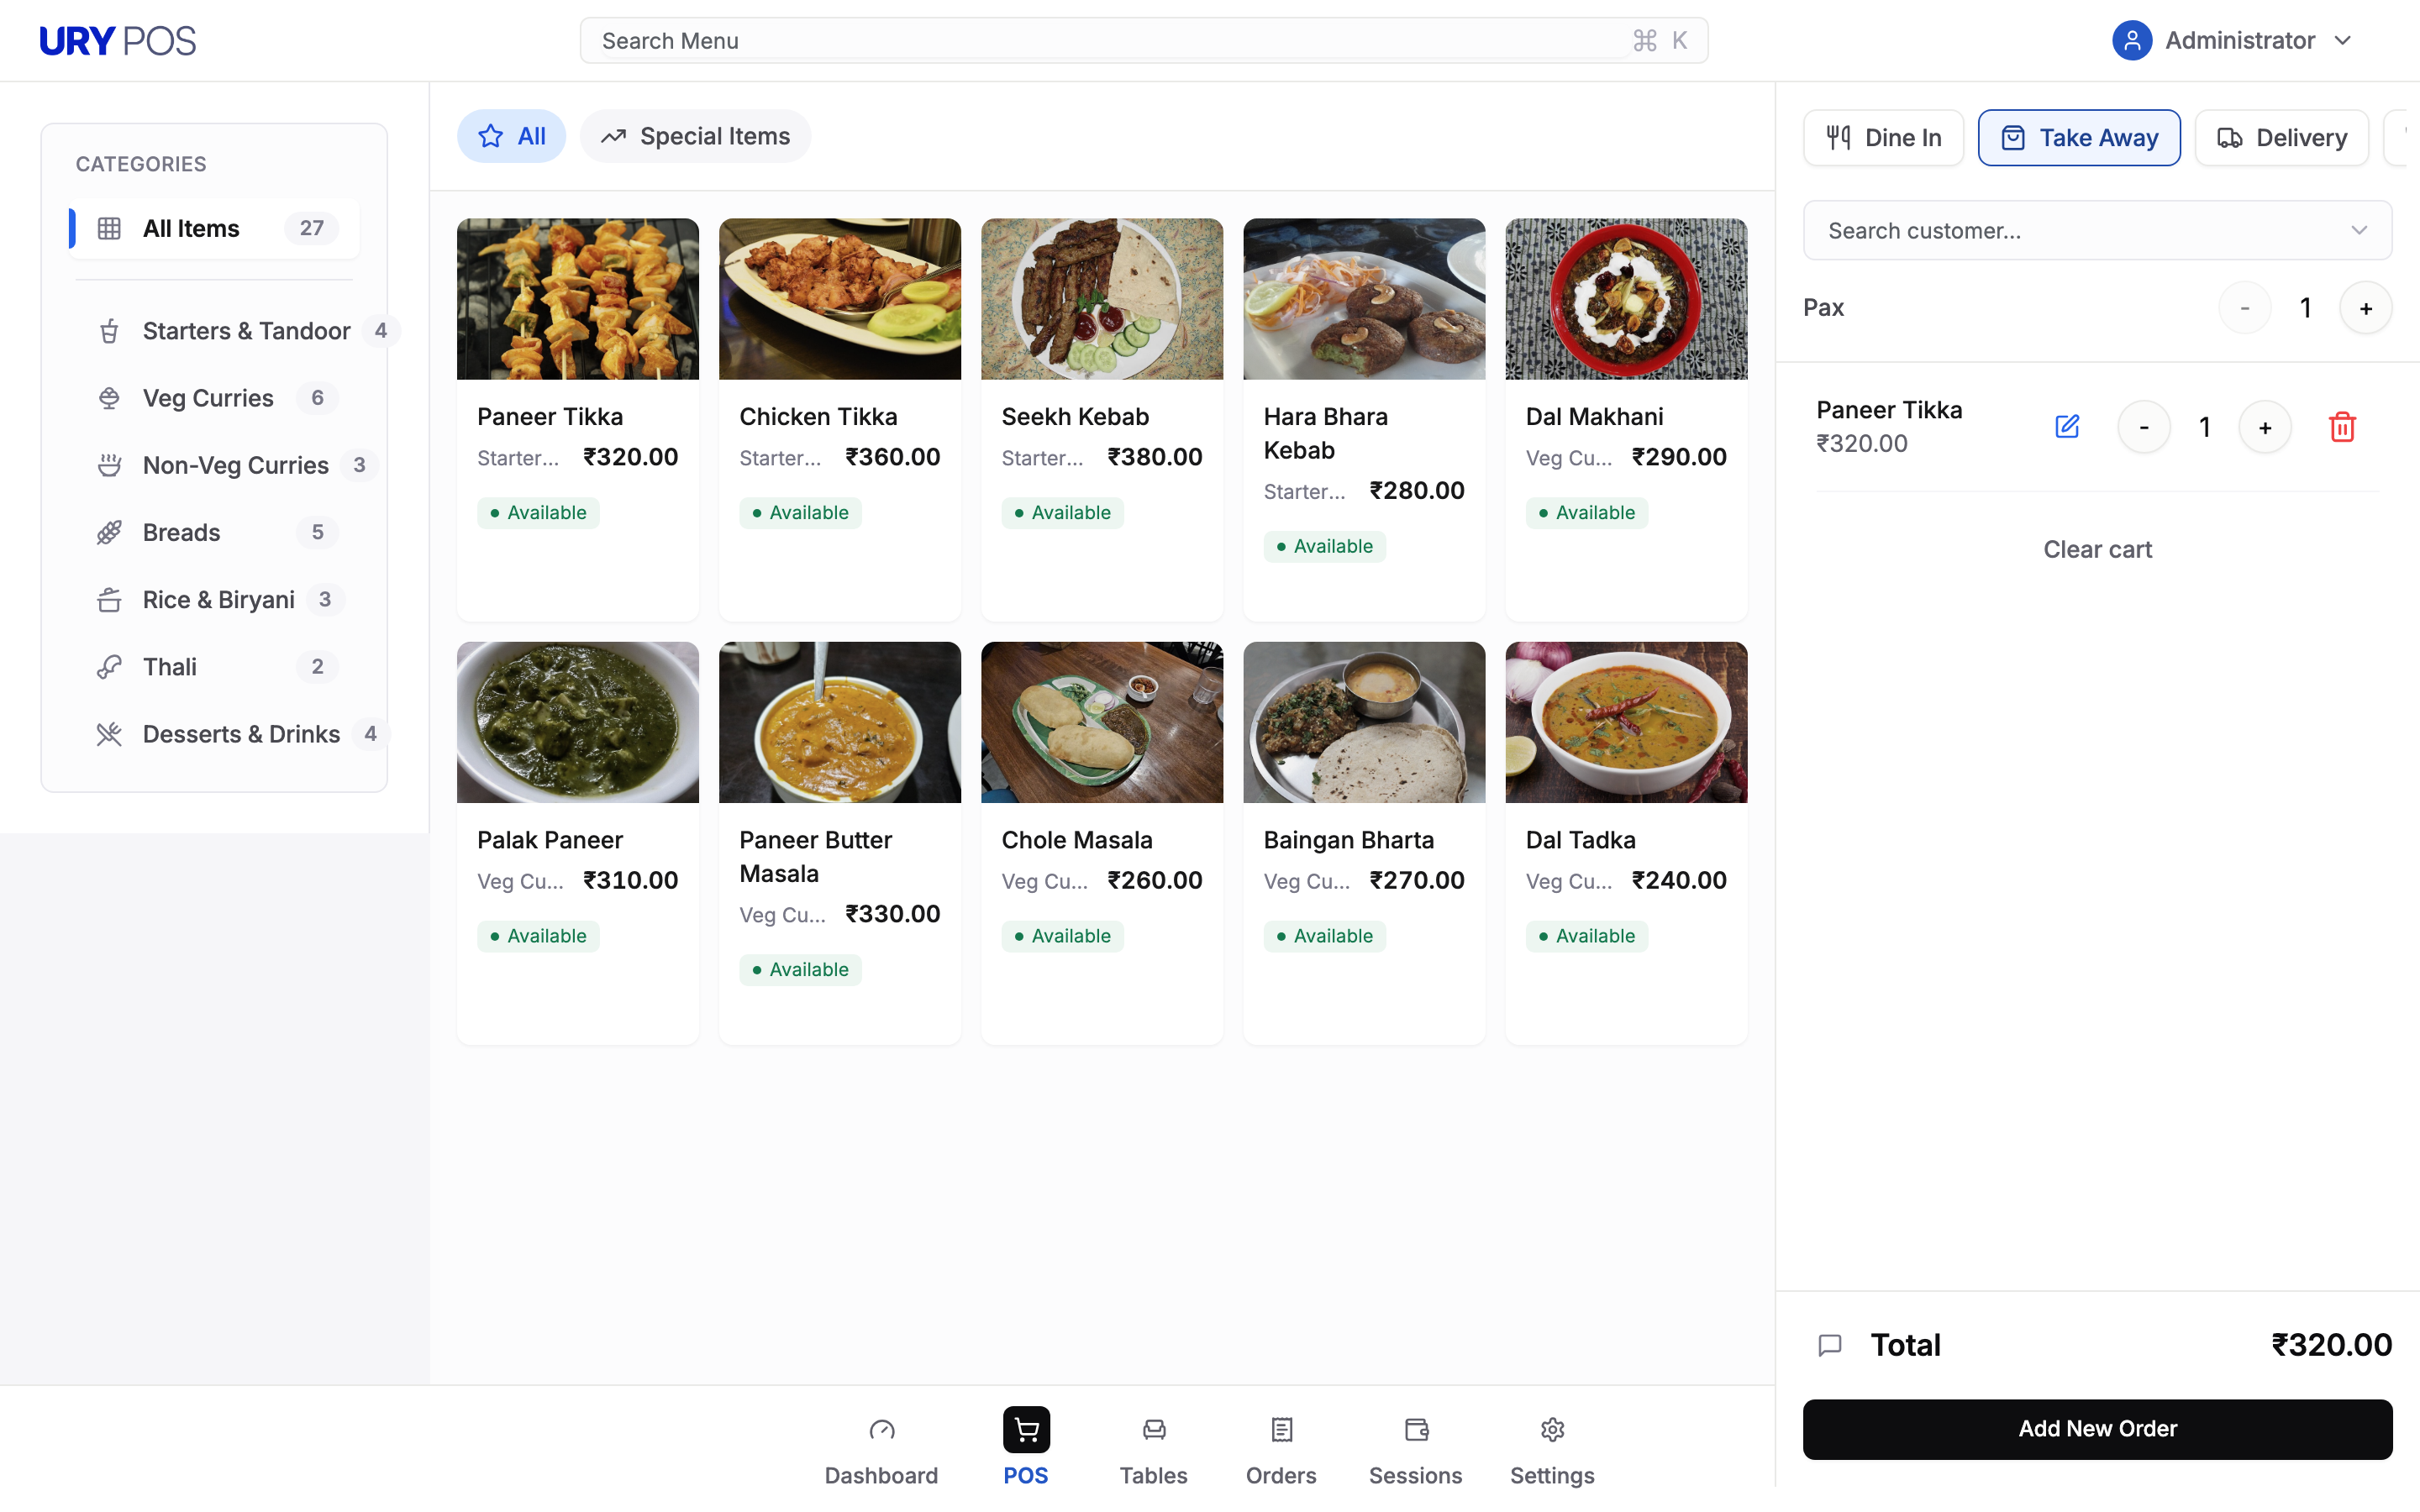 URY POS
Search Menu
⌘ K
Administrator
CATEGORIES
All Items 27
Starters & Tandoor 4
Veg Curries 6
Non-Veg Curries 3
Breads 5
Rice & Biryani 3
Thali 2
Desserts & Drinks 4
All
Special Items
Paneer Tikka
Starter... ₹320.00
Available
Chicken Tikka
Starter... ₹360.00
Available
Seekh Kebab
Starter... ₹380.00
Available
Hara Bhara
Kebab
Starter... ₹280.00
Available
Dal Makhani
Veg Cu... ₹290.00
Available
Palak Paneer
Veg Cu... ₹310.00
Available
Paneer Butter
Masala
Veg Cu... ₹330.00
Available
Chole Masala
Veg Cu... ₹260.00
Available
Baingan Bharta
Veg Cu... ₹270.00
Available
Dal Tadka
Veg Cu... ₹240.00
Available
Dine In
Take Away
Delivery
Search customer...
Pax - 1 +
Paneer Tikka
₹320.00
- 1 +
Clear cart
Total ₹320.00
Add New Order
Dashboard
POS
Tables
Orders
Sessions
Settings